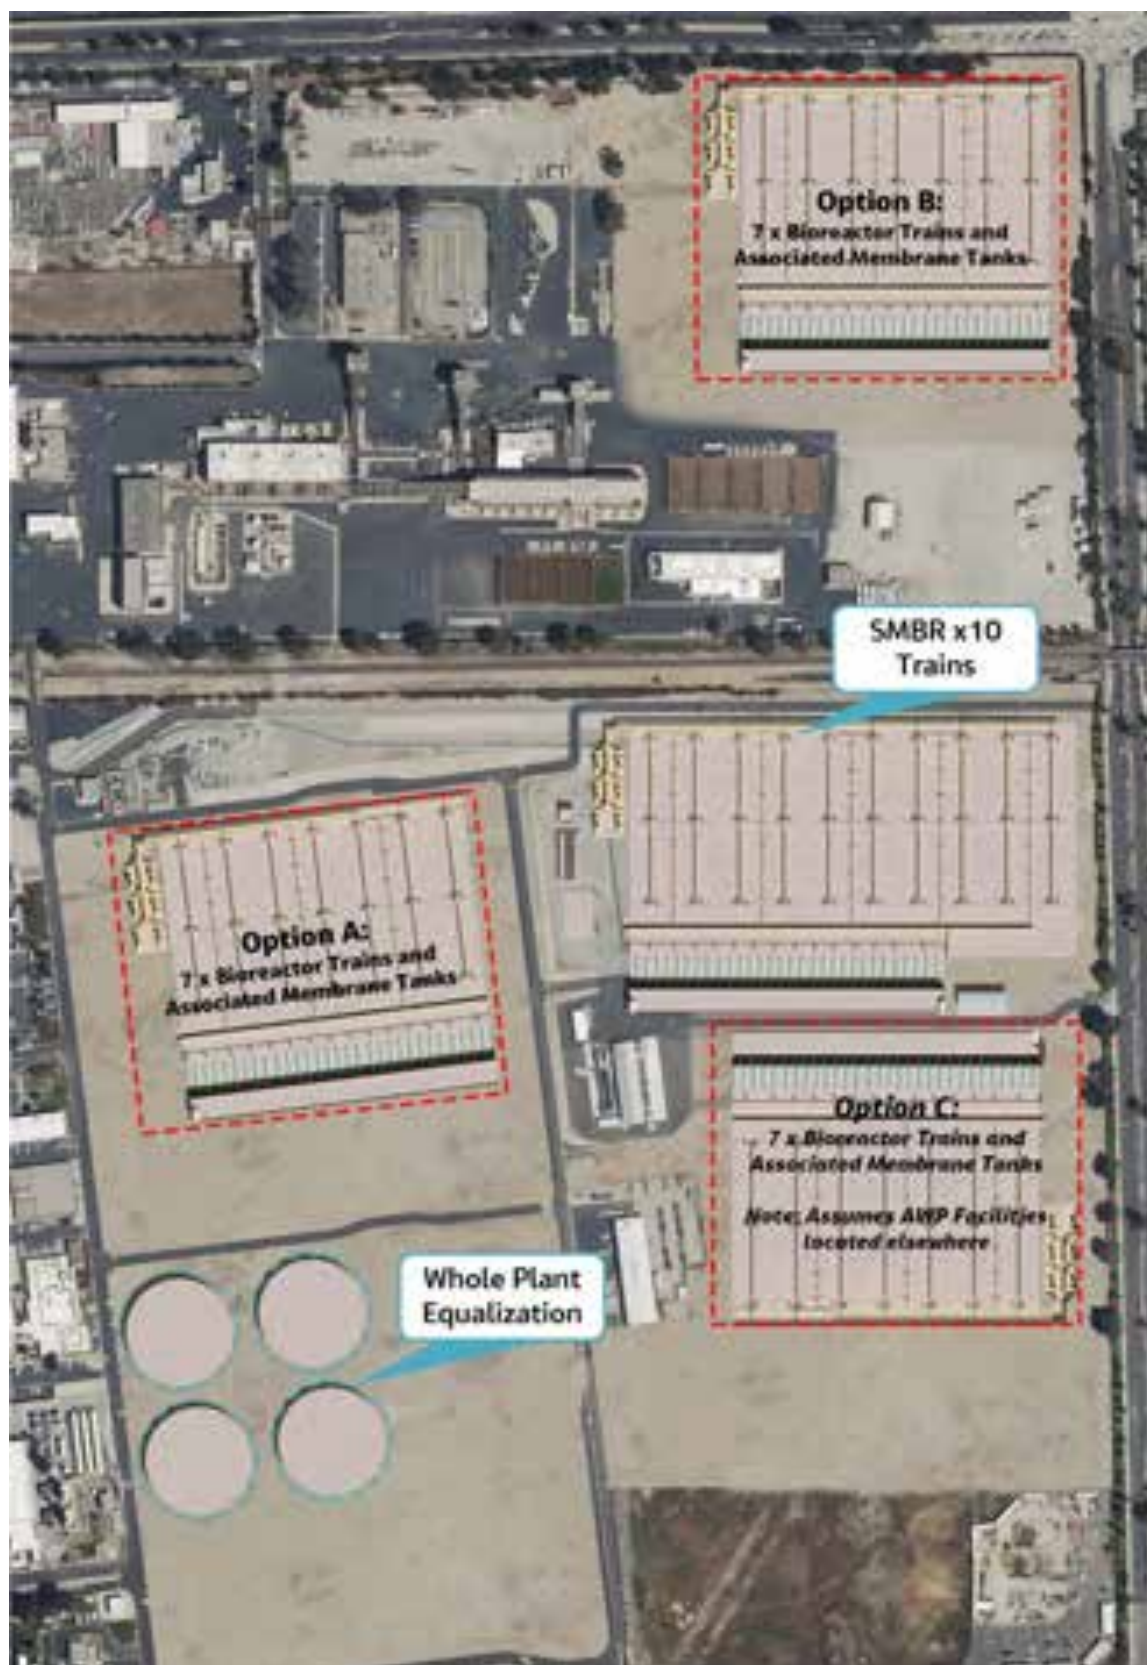 Option B:
7 x Bioreactor Trains and
Associated Membrane Tanks
SMBR x10
Trains
Option A:
7 x Bioreactor Trains and
Associated Membrane Tanks
Option C:
7 x Bioreactor Trains and
Associated Membrane Tanks
Note: Assumes AWP Facilities
located elsewhere
Whole Plant
Equalization